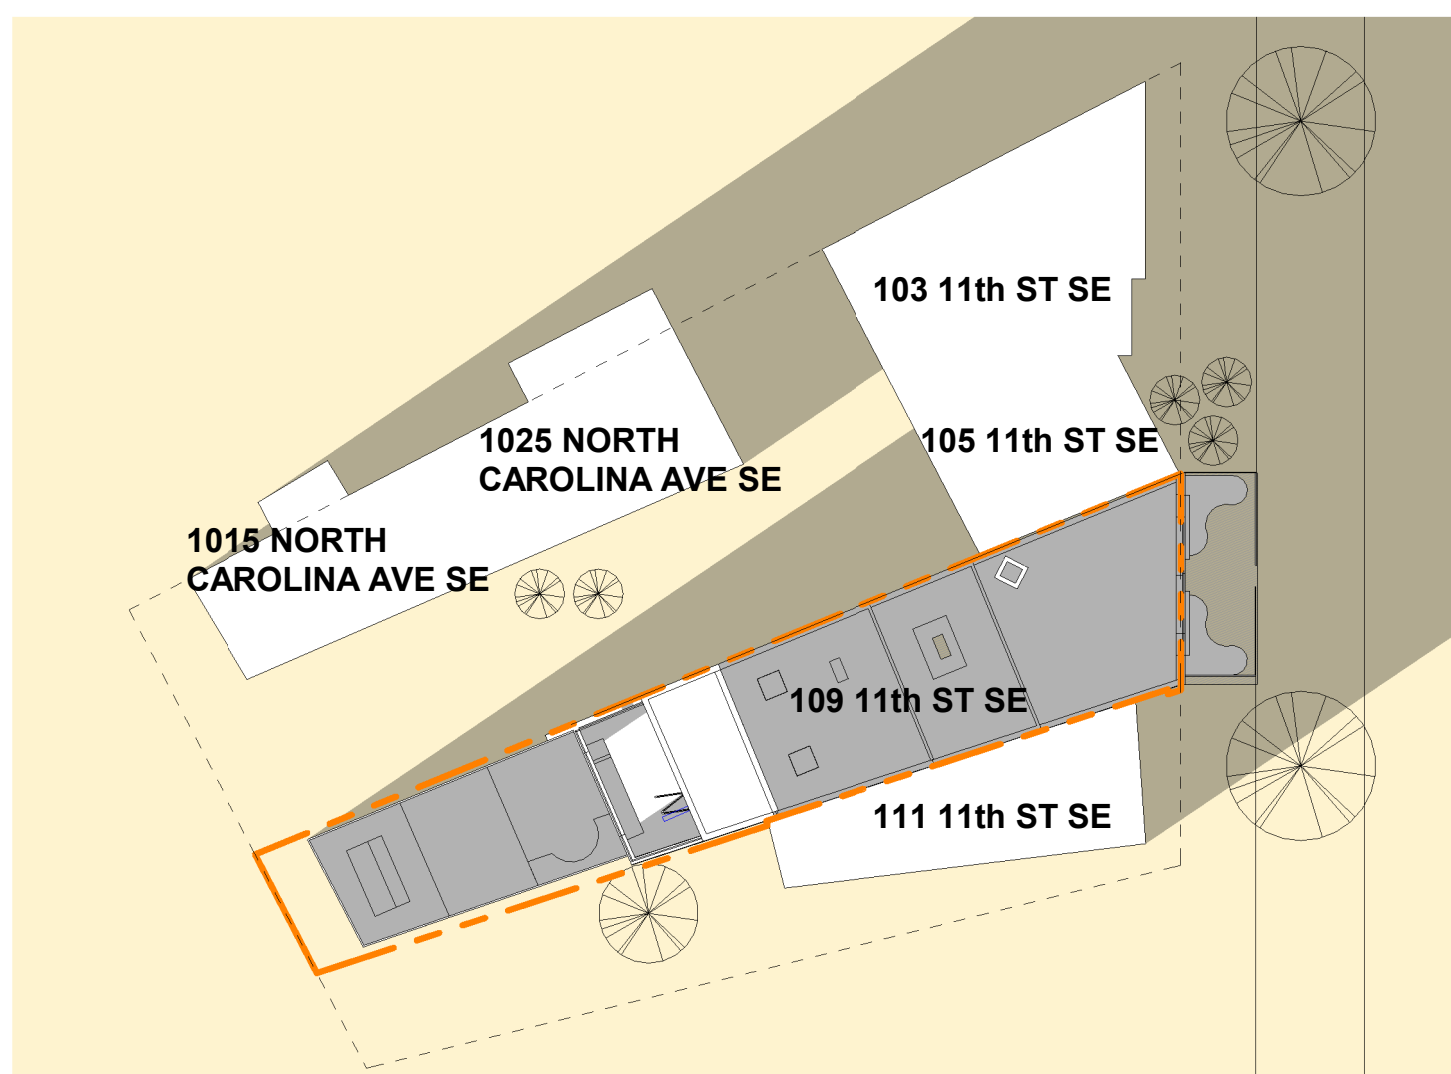 103 11th ST SE
1025 NORTH
CAROLINA AVE SE
105 11th ST SE
1015 NORTH
CAROLINA AVE SE
109 11th ST SE
111 11th ST SE